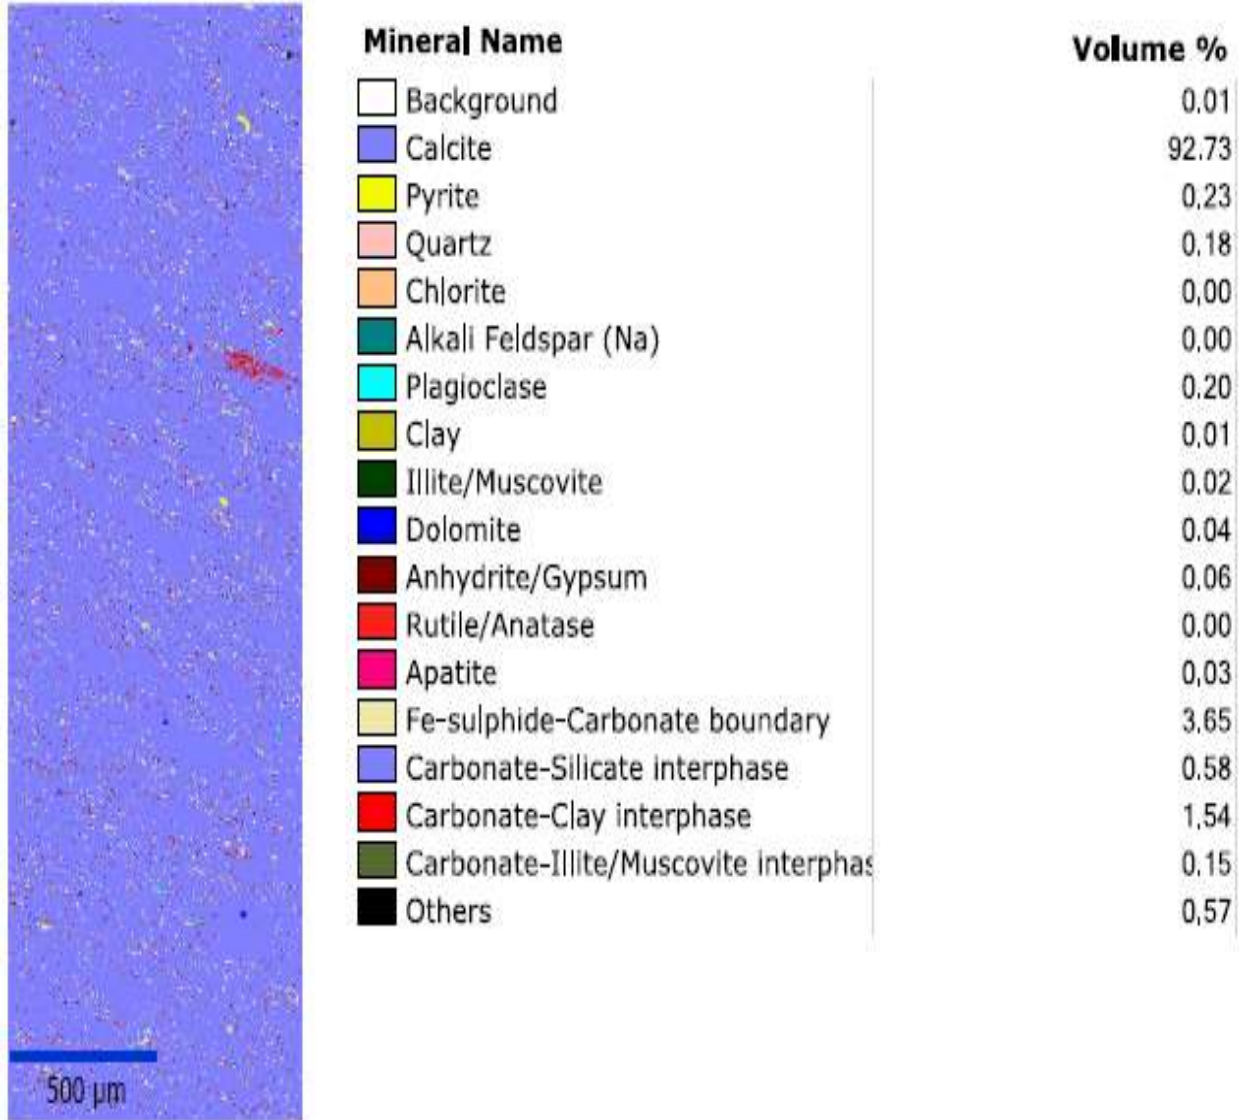 Mineral Name Volume %
Background 0.01
Calcite 92.73
Pyrite 0.23
Quartz 0.18
Chlorite 0.00
Alkali Feldspar (Na) 0.00
Plagioclase 0.20
Clay 0.01
Illite/Muscovite 0.02
Dolomite 0.04
Anhydrite/Gypsum 0.06
Rutile/Anatase 0.00
Apatite 0.03
Fe-sulphide-Carbonate boundary 3.65
Carbonate-Silicate interphase 0.58
Carbonate-Clay interphase 1.54
Carbonate-Illite/Muscovite interphas 0.15
Others 0.57
500 µm